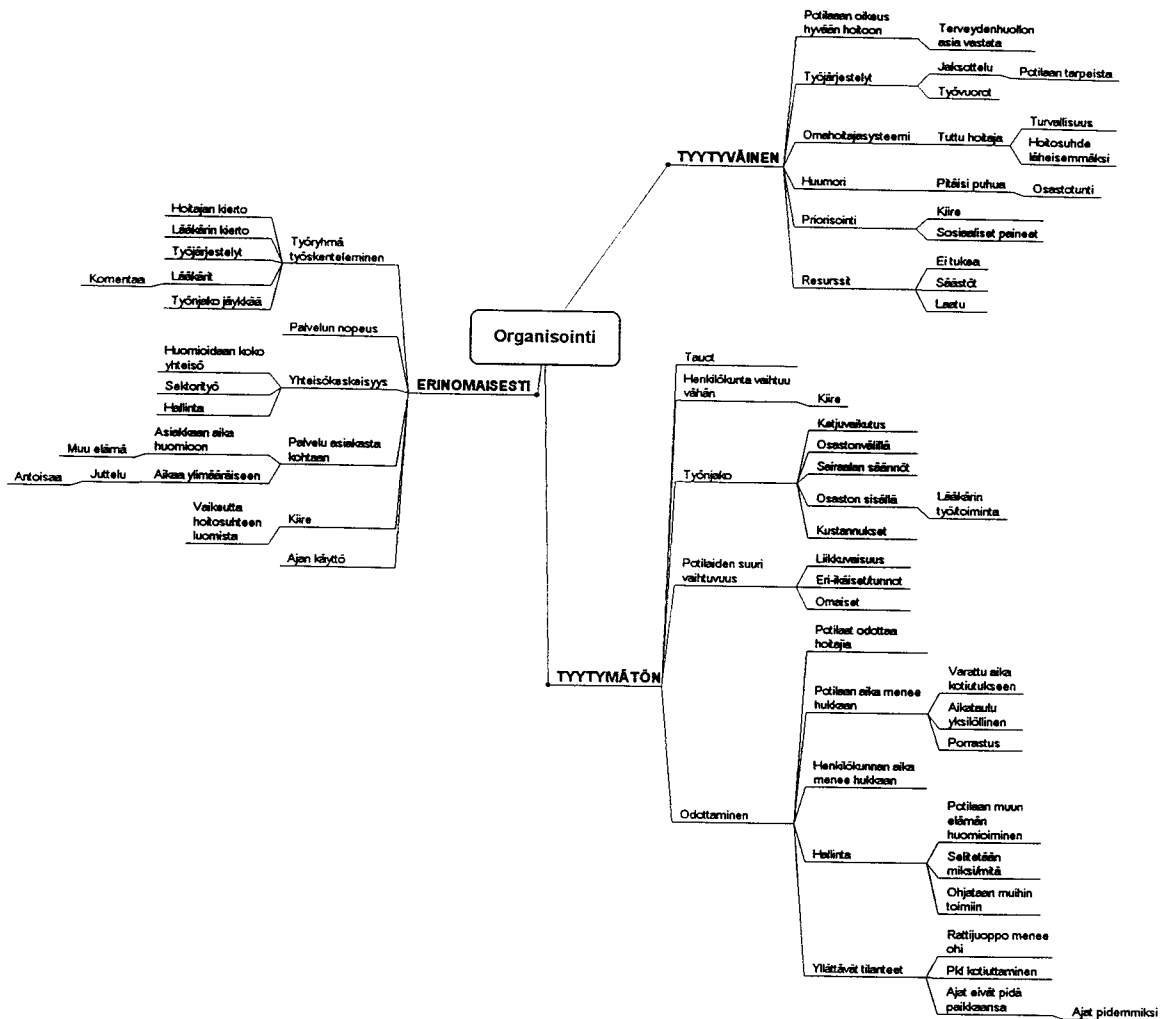 Potilaaan oikeus
hyvään hoitoon
Terveydenhuollon
asia vastata
Työjärjestelyt
Jaksottelu
Potilaan tarpeista
Työvuorot
TYYTYVÄINEN
Omahoitajasysteemi
Tuttu hoitaja
Turvallisuus
Hoitosuhde
läheisemmäksi
Huumori
Pitäisi puhua
Osastotunti
Priorisointi
Kiire
Sosiaaliset paineet
Resurssit
Ei tukea
Säästöt
Laatu
Organisointi
ERINOMAISESTI
Työryhmä
työskenteleminen
Hoitajan kierto
Lääkärin kierto
Työjärjestelyt
Lääkärit
Komentaa
Työnjako jäykkää
Palvelun nopeus
Yhteisökeskeisyys
Huomioidaan koko
yhteisö
Sektorityö
Hallinta
Palvelu asiakasta
kohtaan
Asiakkaan aika
huomioon
Muu elämä
Aikaa ylimääräiseen
Juttelu
Antoisaa
Kiire
Vaikeutta
hoitosuhteen
luomista
Ajan käyttö
TYYTYMÄTÖN
Tauot
Henkilökunta vaihtuu
vähän
Kiire
Työnjako
Ketjuvaikutus
Osastonvälillä
Sairaalan säännöt
Osaston sisällä
Lääkärin
työ/toiminta
Kustannukset
Potilaiden suuri
vaihtuvuus
Liikkuvaisuus
Eri-ikäiset/tunnot
Omaiset
Odottaminen
Potilaat odottaa
hoitajia
Potilaan aika menee
hukkaan
Varattu aika
kotiutukseen
Aikataulu
yksilöllinen
Porrastus
Henkilökunnan aika
menee hukkaan
Hallinta
Potilaan muun
elämän
huomioiminen
Selitetään
miksi/mitä
Ohjataan muihin
toimiin
Yllättävät tilanteet
Rattijuoppo menee
ohi
Pkl kotiuttaminen
Ajat eivät pidä
paikkaansa
Ajat pidemmiksi